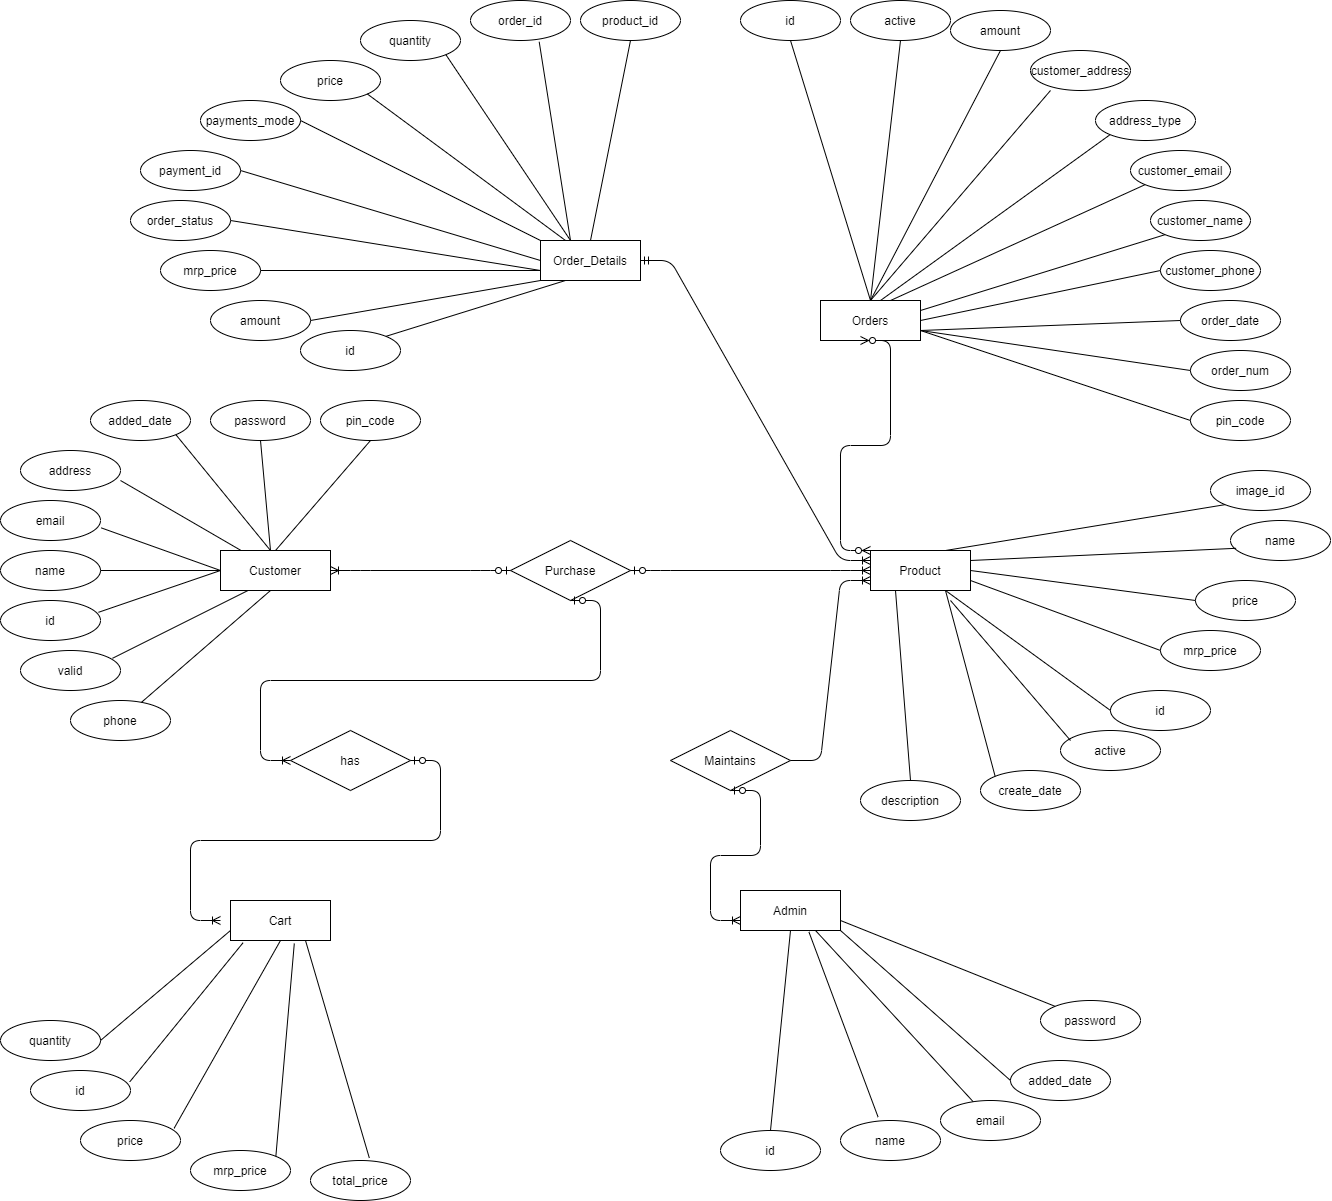 order_id
product_id
id
active
amount
quantity
customer_address
price
payments_mode
address_type
payment_id
customer_email
order_status
customer_name
mrp_price
Order_Details
customer_phone
amount
Orders
order_date
id
order_num
added_date
password
pin_code
pin_code
address
image_id
email
name
name
Customer
Purchase
Product
price
id
mrp_price
valid
id
phone
active
has
Maintains
create_date
description
Cart
Admin
password
quantity
added_date
id
email
price
name
id
mrp_price
total_price